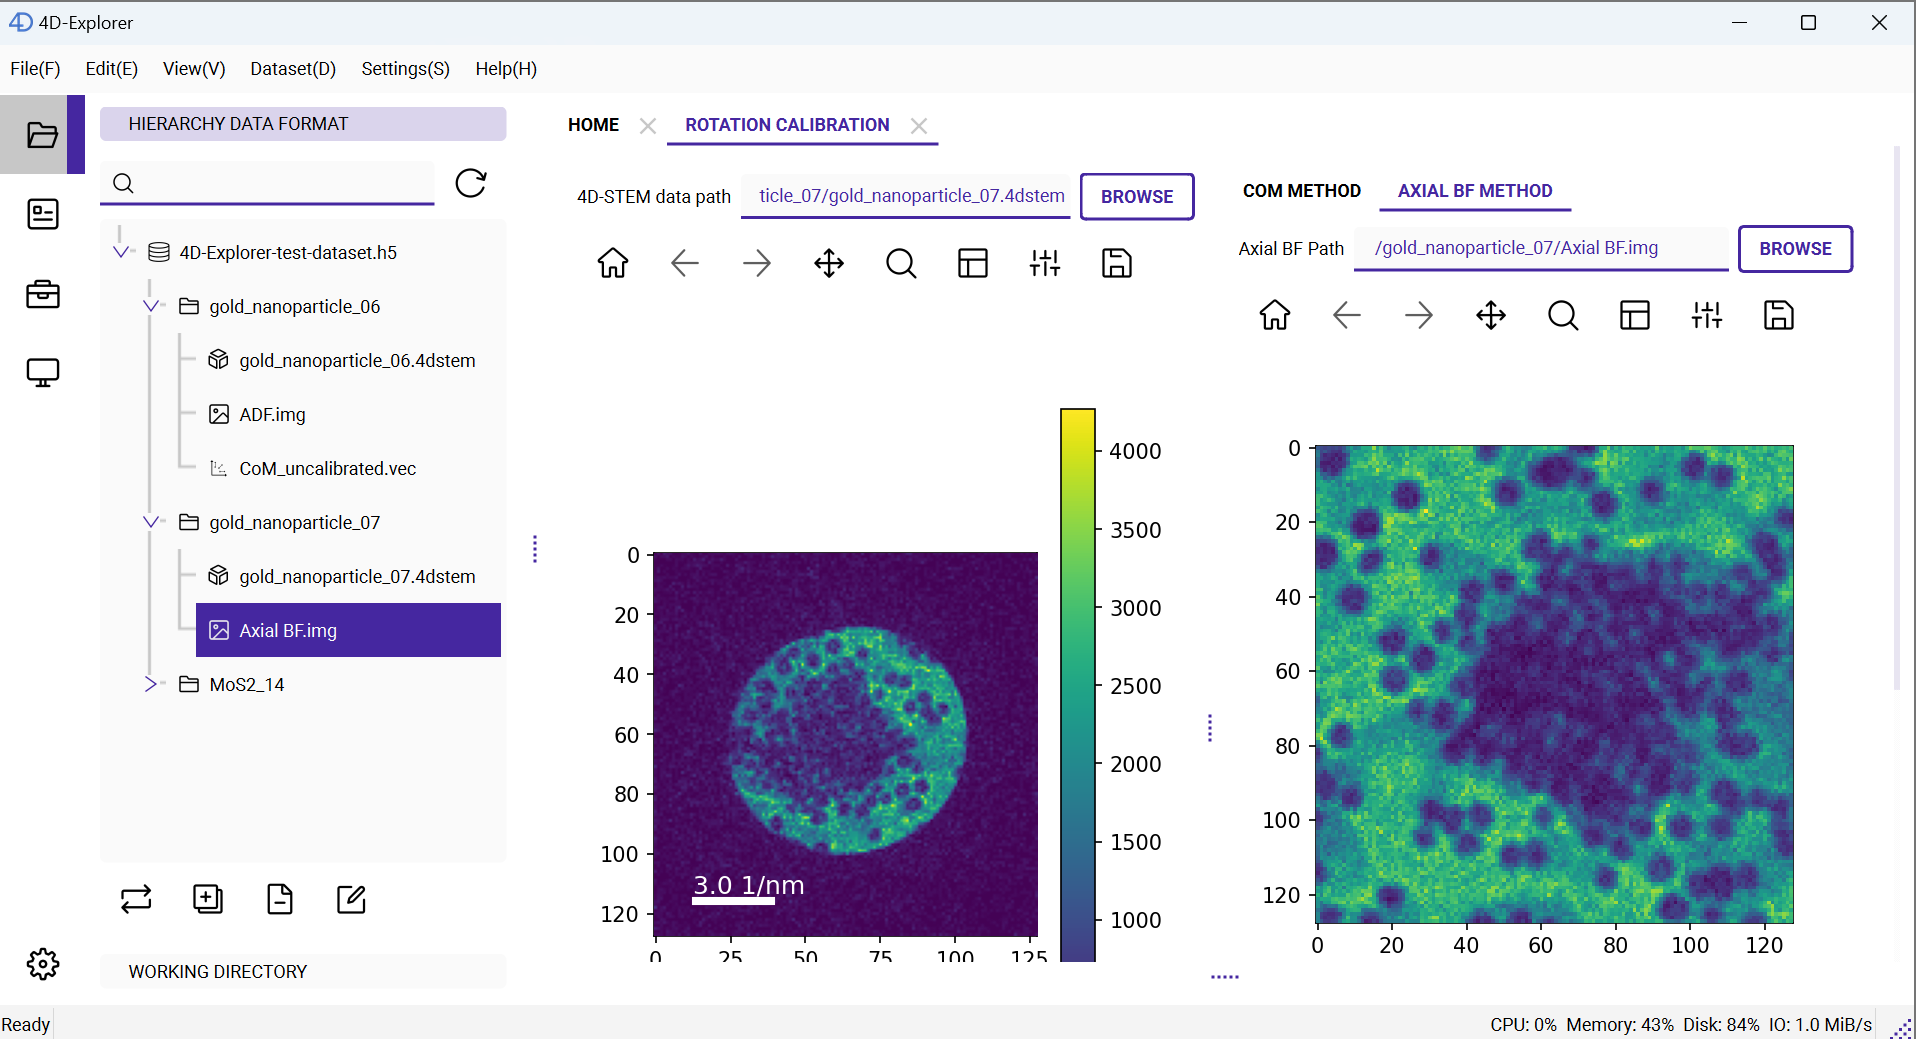 4D-Explorer
File(F) Edit(E) View(V) Dataset(D) Settings(S) Help(H)
HIERARCHY DATA FORMAT
4D-Explorer-test-dataset.h5
gold_nanoparticle_06
gold_nanoparticle_06.4dstem
ADF.img
CoM_uncalibrated.vec
gold_nanoparticle_07
gold_nanoparticle_07.4dstem
Axial BF.img
MoS2_14
WORKING DIRECTORY
HOME ROTATION CALIBRATION
4D-STEM data path ticle_07/gold_nanoparticle_07.4dstem BROWSE
0
20
40
60
80
100
120
3.0 1/nm
0 25 50 75 100 125
4000
3500
3000
2500
2000
1500
1000
COM METHOD AXIAL BF METHOD
Axial BF Path /gold_nanoparticle_07/Axial BF.img BROWSE
0
20
40
60
80
100
120
0 20 40 60 80 100 120
Ready
CPU: 0% Memory: 43% Disk: 84% IO: 1.0 MiB/s